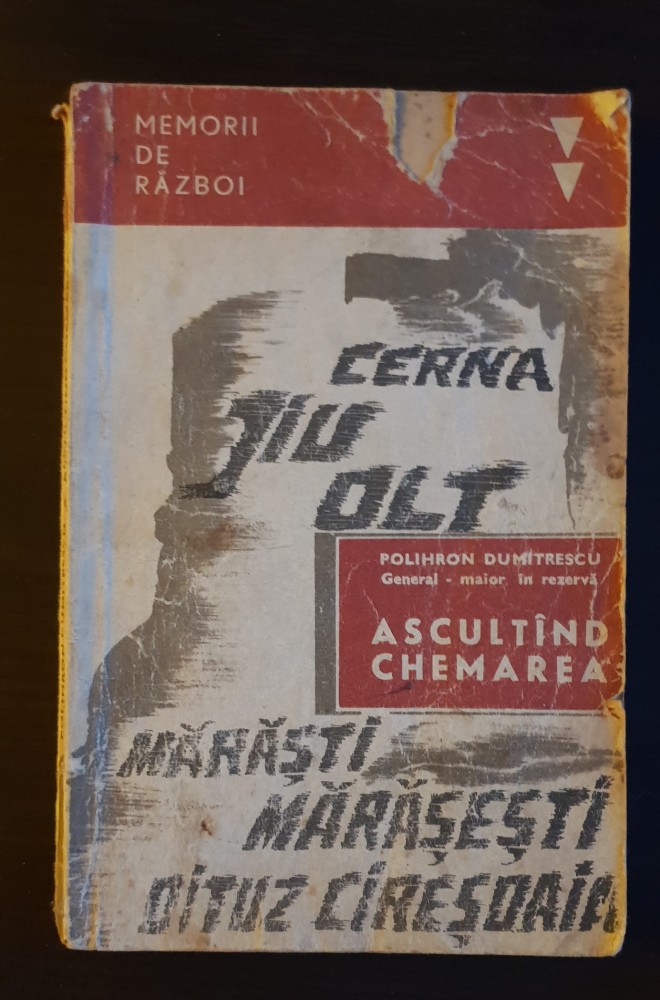 MEMORII
DE
RĂZBOI
CERNA
JIU
OLT
POLIHRON DUMITRESCU
General - maior în rezervă
ASCULTÎND
CHEMAREA
MĂRĂȘTI
MĂRĂȘEȘTI
OITUZ CIREȘOAIA